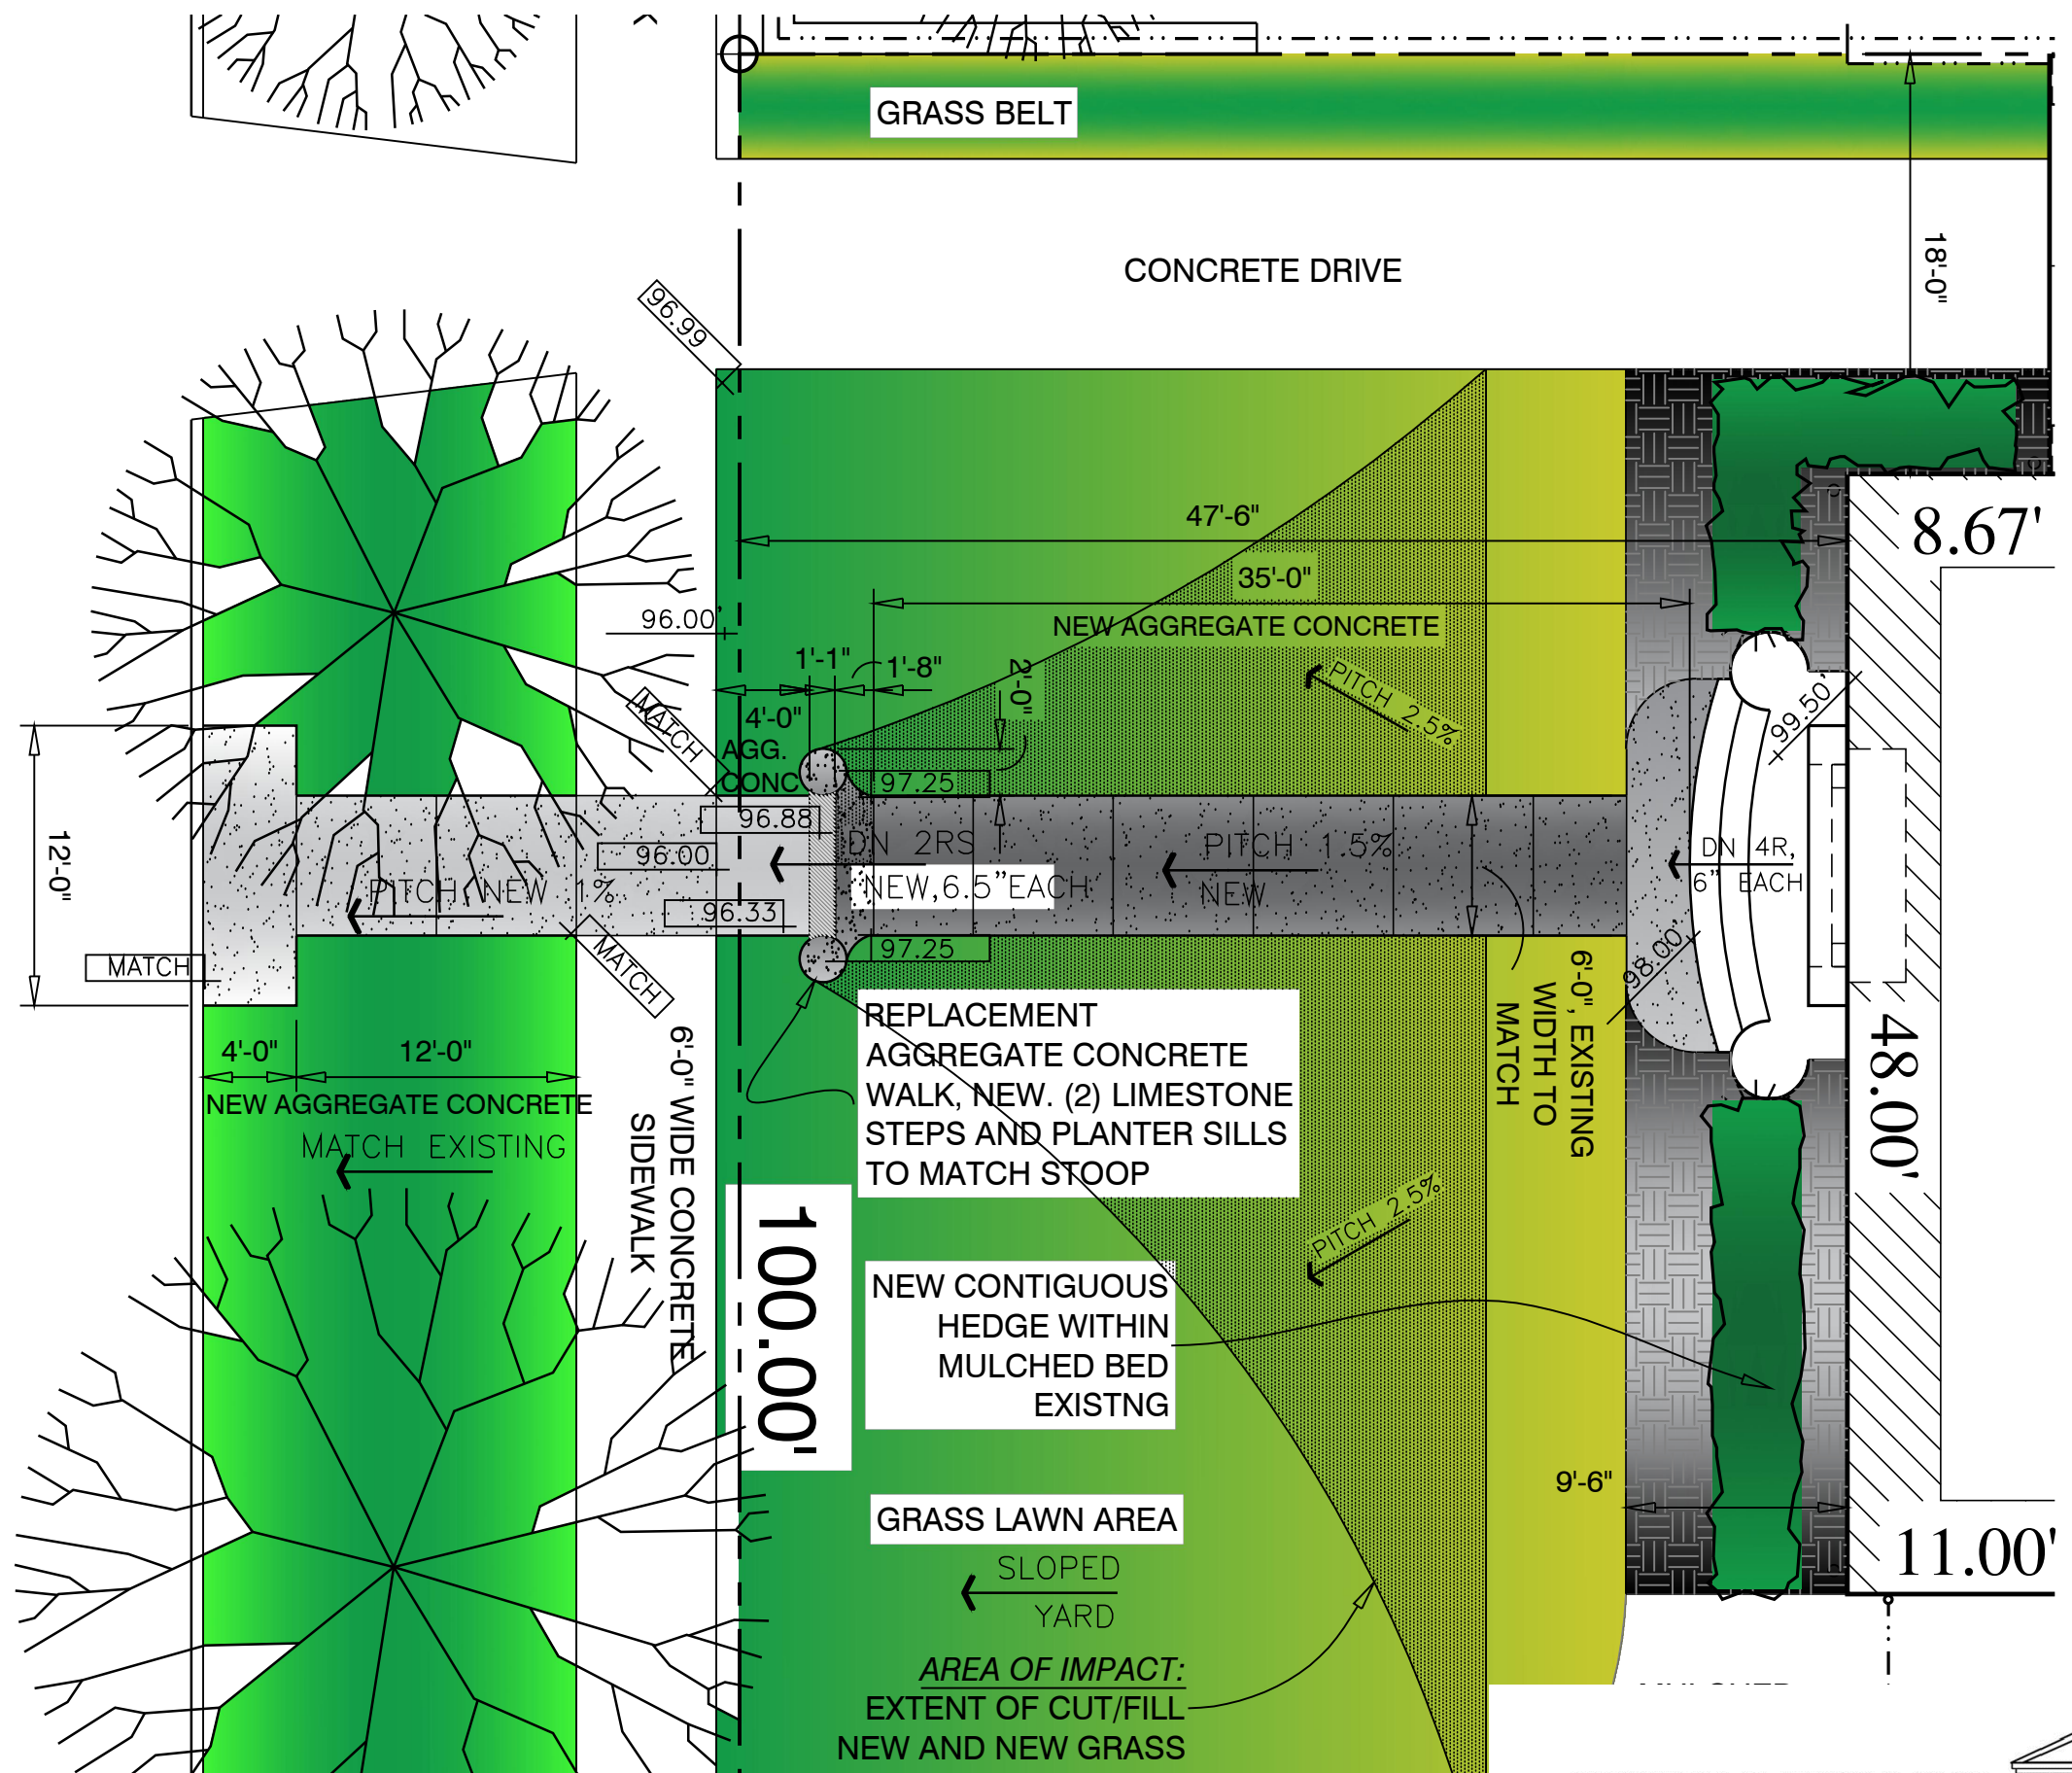 GRASS BELT
CONCRETE DRIVE
18'-0"
96.99
47'-6"
8.67'
35'-0"
96.00'
NEW AGGREGATE CONCRETE
1'-1"
1'-8"
2'-0"
PITCH 2.5%
MATCH
4'-0"
AGG.
CONC
99.50'
97.25
96.88
12'-0"
DN 2RS
NEW,6.5"EACH
PITCH 1.5%
NEW
DN 4R,
6" EACH
96.00
PITCH NEW 1%
96.33
97.25
MATCH
MATCH
98.00'
6'-0", EXISTING
WIDTH TO
MATCH
REPLACEMENT
AGGREGATE CONCRETE
WALK, NEW. (2) LIMESTONE
STEPS AND PLANTER SILLS
TO MATCH STOOP
48.00'
4'-0"
12'-0"
NEW AGGREGATE CONCRETE
MATCH EXISTING
6'-0" WIDE CONCRETE
SIDEWALK
100.00'
PITCH 2.5%
NEW CONTIGUOUS
HEDGE WITHIN
MULCHED BED
EXISTNG
9'-6"
GRASS LAWN AREA
11.00'
SLOPED
YARD
AREA OF IMPACT:
EXTENT OF CUT/FILL
NEW AND NEW GRASS